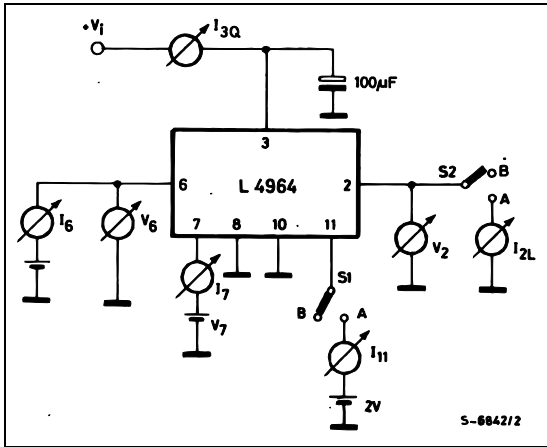 +Vi
I3Q
100µF
3
6
L 4964
2
S2
B
A
I6
V6
7
8
10
11
V2
I2L
I7
S1
B
A
V7
I11
2V
S-6842/2